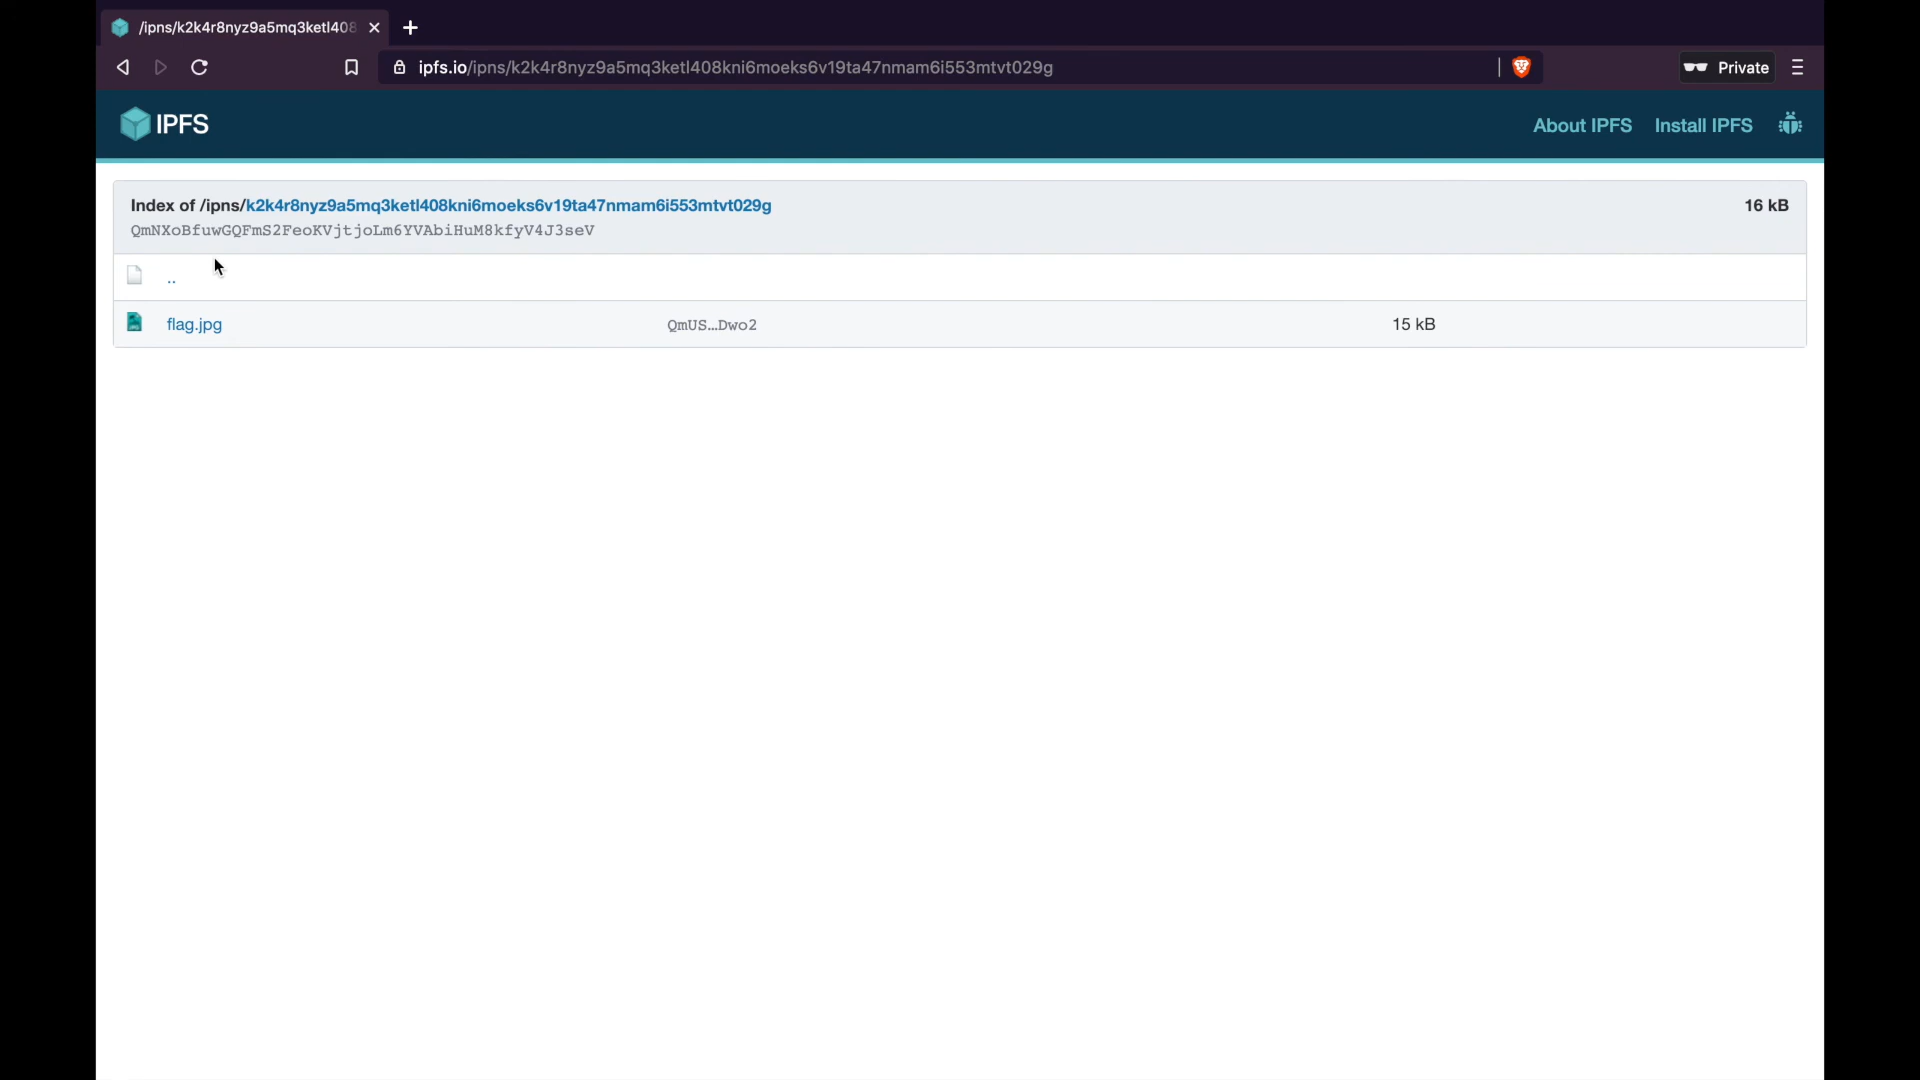 /ipns/k2k4r8nyz9a5mq3ketl408
ipfs.io/ipns/k2k4r8nyz9a5mq3ketl408kni6moeks6v19ta47nmam6i553mtvt029g
Private
IPFS
About IPFS
Install IPFS
Index of /ipns/k2k4r8nyz9a5mq3ketl408kni6moeks6v19ta47nmam6i553mtvt029g
16 kB
QmNXoBfuwGQFmS2FeoKVjtjoLm6YVAbiHuM8kfyV4J3seV
..
flag.jpg
QmUS…Dwo2
15 kB